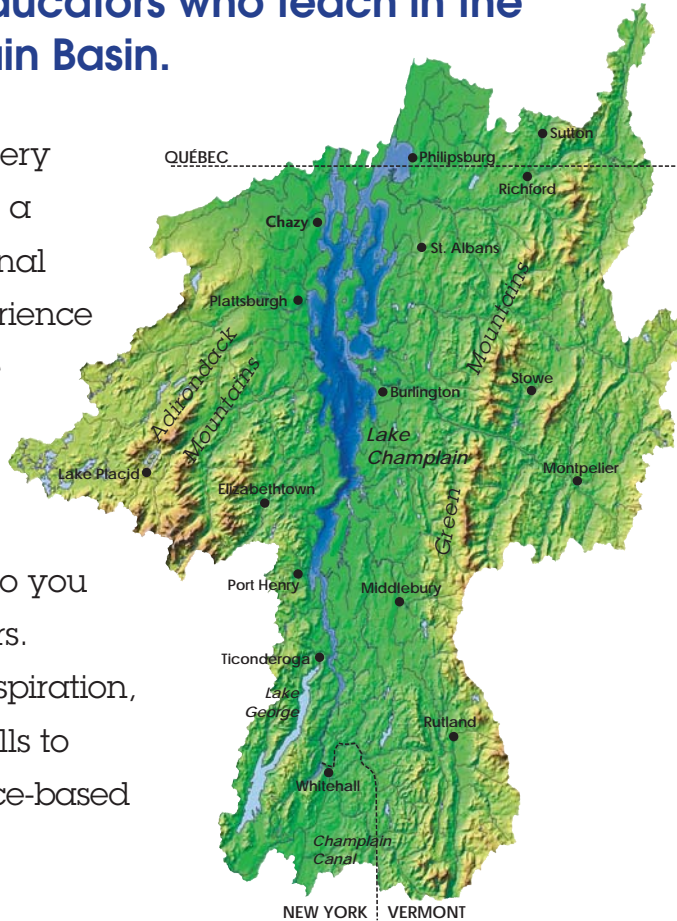 ducators who teach in the
in Basin.
ery
a
nal
rience
o you
rs.
spiration,
lls to
ce-based
QUÉBEC
Sutton
Philipsburg
Richford
Chazy
St. Albans
Plattsburgh
Adirondack
Mountains
Mountains
Stowe
Burlington
Lake
Champlain
Lake Placid
Montpelier
Elizabethtown
Green
Port Henry
Middlebury
Ticonderoga
Lake
George
Rutland
Whitehall
Champlain
Canal
NEW YORK
VERMONT